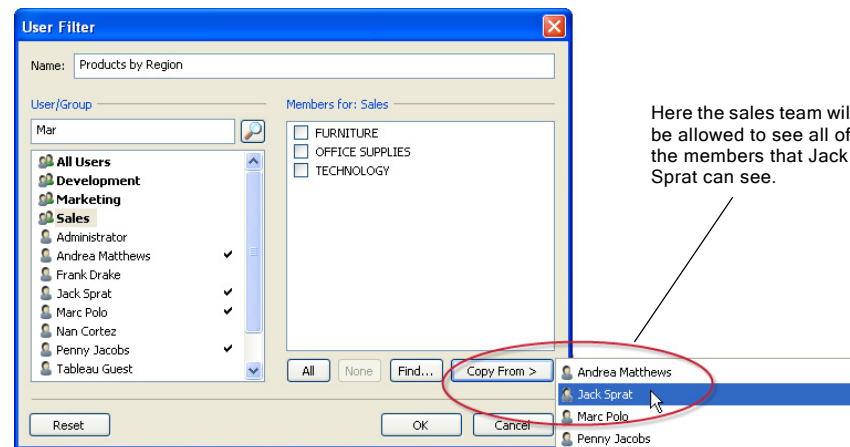 User Filter
Name: Products by Region
User/Group
Mar
All Users
Development
Marketing
Sales
Administrator
Andrea Matthews
Frank Drake
Jack Sprat
Marc Polo
Nan Cortez
Penny Jacobs
Tableau Guest
Members for: Sales
FURNITURE
OFFICE SUPPLIES
TECHNOLOGY
All None Find... Copy From >
Andrea Matthews
Jack Sprat
Marc Polo
Penny Jacobs
Reset OK Cancel
Here the sales team wil
be allowed to see all of
the members that Jack
Sprat can see.